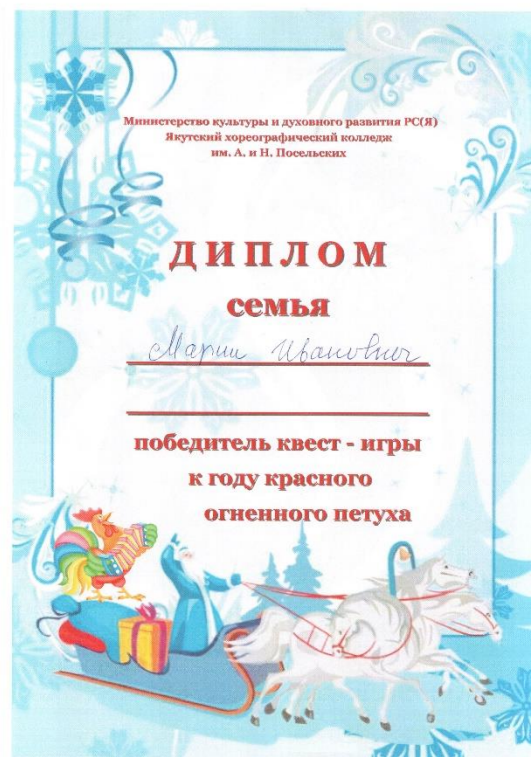 Министерство культуры и духовного развития РС(Я)
Якутский хореографический колледж
им. А. и Н. Посельских
ДИПЛОМ
семья
Марии Ивановны
победитель квест - игры
к году красного
огненного петуха